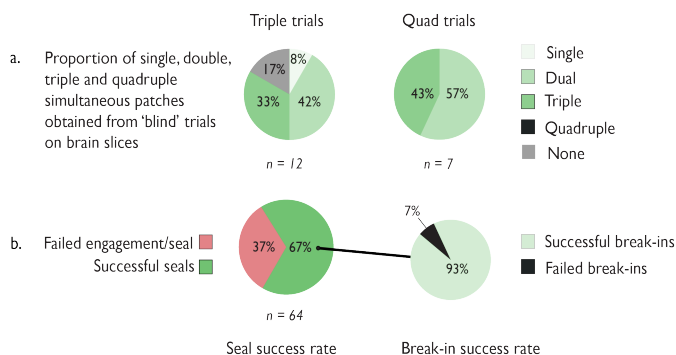 Triple trials
Quad trials
a.
Proportion of single, double,
triple and quadruple
simultaneous patches
obtained from ‘blind’ trials
on brain slices
17%
8%
33%
42%
n = 12
43%
57%
n = 7
Single
Dual
Triple
Quadruple
None
b.
Failed engagement/seal
Successful seals
37%
67%
n = 64
Seal success rate
7%
93%
Break-in success rate
Successful break-ins
Failed break-ins